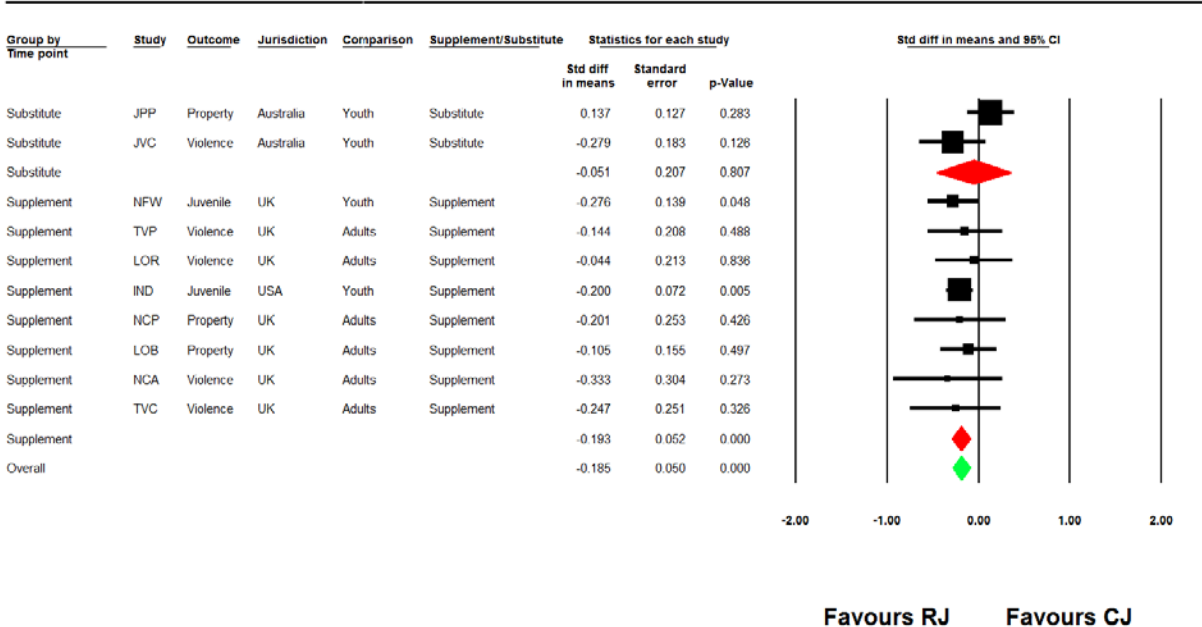 Group by Study Outcome Jurisdiction Comparison Supplement/Substitute Statistics for each study Std diff in means and 95% CI
Time point
Std diff Standard
in means error p-Value
Substitute JPP Property Australia Youth Substitute 0.137 0.127 0.283
Substitute JVC Violence Australia Youth Substitute -0.279 0.183 0.126
Substitute -0.051 0.207 0.807
Supplement NFW Juvenile UK Youth Supplement -0.276 0.139 0.048
Supplement TVP Violence UK Adults Supplement -0.144 0.208 0.488
Supplement LOR Violence UK Adults Supplement -0.044 0.213 0.836
Supplement IND Juvenile USA Youth Supplement -0.200 0.072 0.005
Supplement NCP Property UK Adults Supplement -0.201 0.253 0.426
Supplement LOB Property UK Adults Supplement -0.105 0.155 0.497
Supplement NCA Violence UK Adults Supplement -0.333 0.304 0.273
Supplement TVC Violence UK Adults Supplement -0.247 0.251 0.326
Supplement -0.193 0.052 0.000
Overall -0.185 0.050 0.000
-2.00 -1.00 0.00 1.00 2.00
Favours RJ Favours CJ